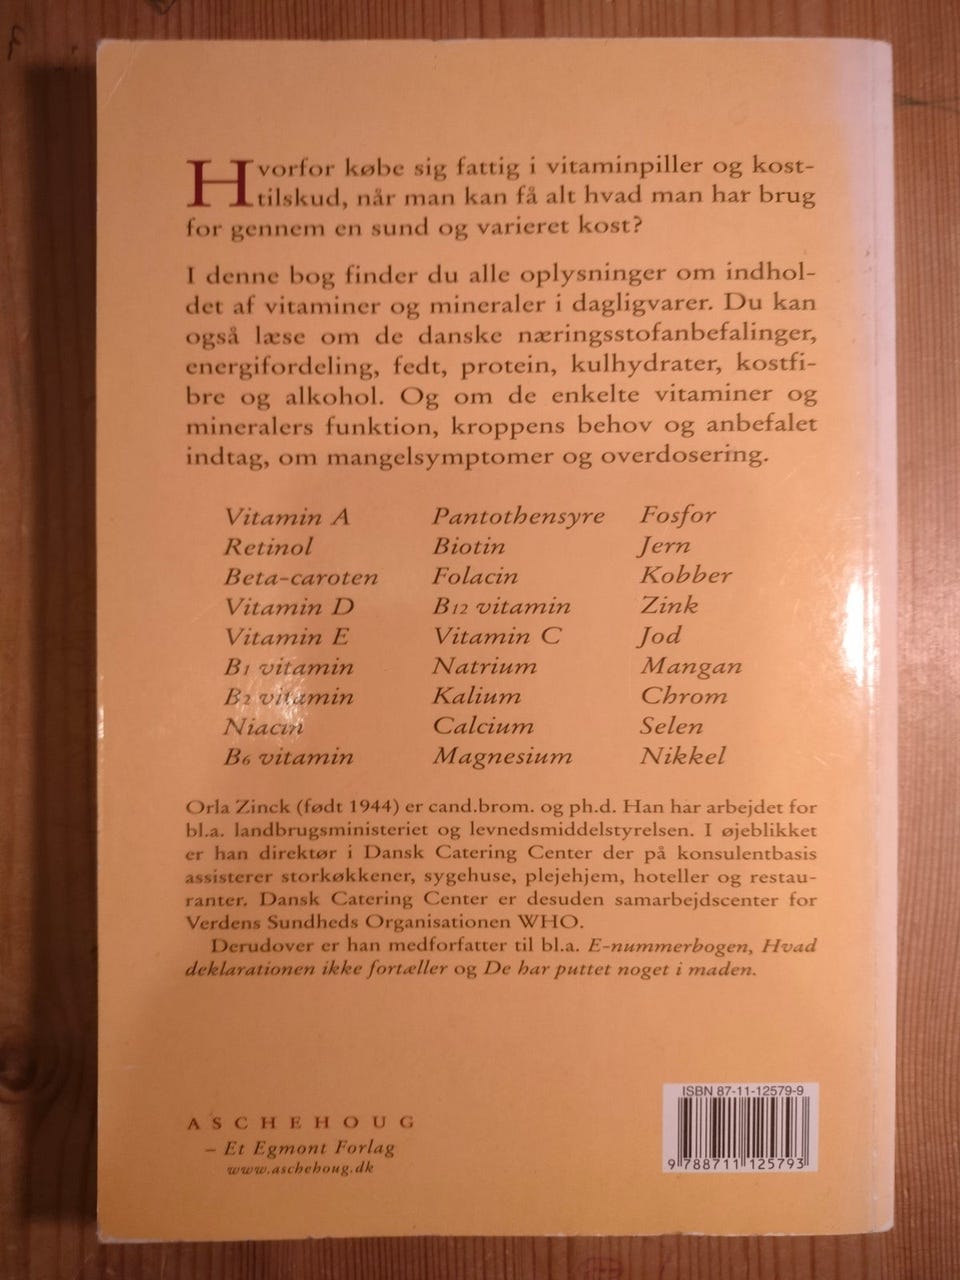 Hvorfor købe sig fattig i vitaminpiller og kost-
tilskud, når man kan få alt hvad man har brug
for gennem en sund og varieret kost?
I denne bog finder du alle oplysninger om indhol-
det af vitaminer og mineraler i dagligvarer. Du kan
også læse om de danske næringsstofanbefalinger,
energifordeling, fedt, protein, kulhydrater, kostfi-
bre og alkohol. Og om de enkelte vitaminer og
mineralers funktion, kroppens behov og anbefalet
indtag, om mangelsymptomer og overdosering.
Vitamin A
Retinol
Beta-caroten
Vitamin D
Vitamin E
B1 vitamin
B2 vitamin
Niacin
B6 vitamin
Pantothensyre
Biotin
Folacin
B12 vitamin
Vitamin C
Natrium
Kalium
Calcium
Magnesium
Fosfor
Jern
Kobber
Zink
Jod
Mangan
Chrom
Selen
Nikkel
Orla Zinck (født 1944) er cand.brom. og ph.d. Han har arbejdet for
bl.a. landbrugsministeriet og levnedsmiddelstyrelsen. I øjeblikket
er han direktør i Dansk Catering Center der på konsulentbasis
assisterer storkøkkener, sygehuse, plejehjem, hoteller og restau-
ranter. Dansk Catering Center er desuden samarbejdscenter for
Verdens Sundheds Organisationen WHO.
Derudover er han medforfatter til bl.a. E-nummerbogen, Hvad
deklarationen ikke fortæller og De har puttet noget i maden.
ASCHEHOUG
– Et Egmont Forlag
www.aschehoug.dk
ISBN 87-11-12579-9
9 788711 125793